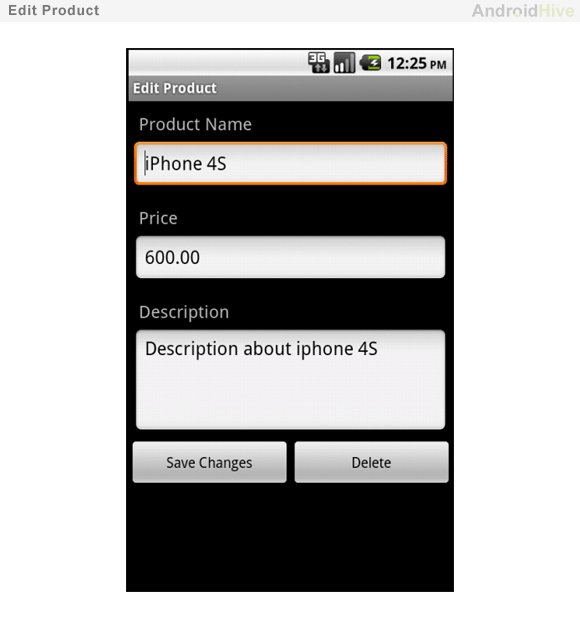 Edit Product
AndroidHive
3G
12:25 PM
Edit Product
Product Name
iPhone 4S
Price
600.00
Description
Description about iphone 4S
Save Changes
Delete